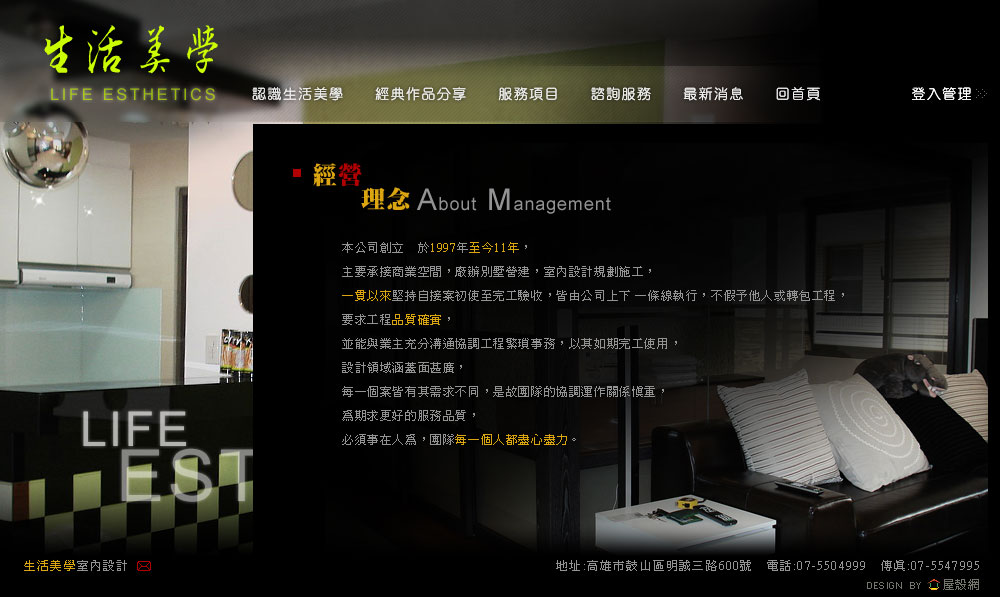 生活美學
LIFE ESTHETICS
認識生活美學 經典作品分享 服務項目 諮詢服務 最新消息 回首頁 登入管理
經營
理念 About Management
本公司創立 於1997年至今11年，
主要承接商業空間，廠辦別墅營建，室內設計規劃施工，
一貫以來堅持自接案初使至完工驗收，皆由公司上下一條線執行，不假予他人或轉包工程，
要求工程品質確實，
並能與業主充分溝通協調工程繁瑣事務，以其如期完工使用，
設計領域涵蓋面甚廣，
每一個案皆有其需求不同，是故團隊的協調運作關係慎重，
為期求更好的服務品質，
必須事在人為，團隊每一個人都盡心盡力。
LIFE
EST
生活美學室內設計
地址:高雄市鼓山區明誠三路600號 電話:07-5504999 傳真:07-5547995
DESIGN BY 屋殼網